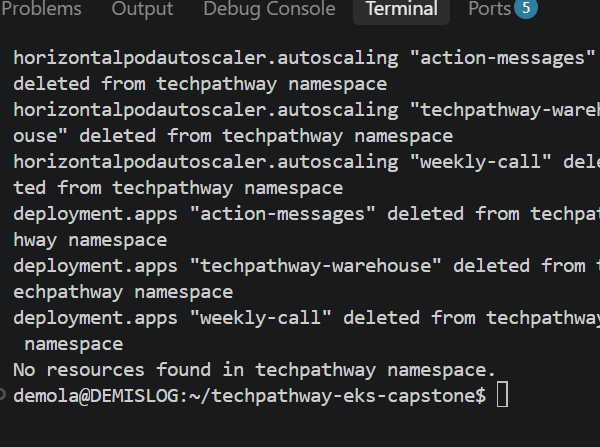 Problems Output Debug Console Terminal Ports 5
horizontalpodautoscaler.autoscaling "action-messages"
deleted from techpathway namespace
horizontalpodautoscaler.autoscaling "techpathway-wareh
ouse" deleted from techpathway namespace
horizontalpodautoscaler.autoscaling "weekly-call" dele
ted from techpathway namespace
deployment.apps "action-messages" deleted from techpat
hway namespace
deployment.apps "techpathway-warehouse" deleted from t
echpathway namespace
deployment.apps "weekly-call" deleted from techpathway
namespace
No resources found in techpathway namespace.
demola@DEMISLOG:~/techpathway-eks-capstone$